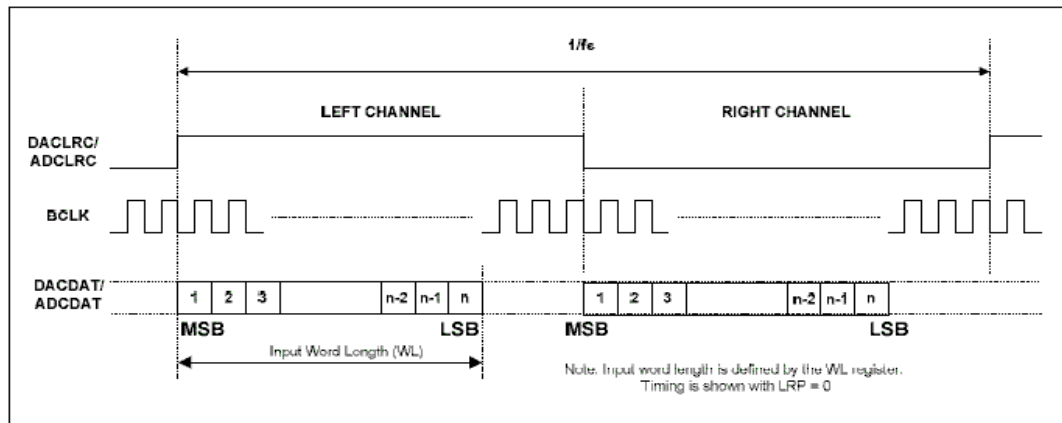 1/fs
LEFT CHANNEL
RIGHT CHANNEL
DACLRC/
ADCLRC
BCLK
DACDAT/
ADCDAT
1 2 3 n-2 n-1 n
1 2 3 n-2 n-1 n
MSB
LSB
MSB
LSB
Input Word Length (WL)
Note: Input word length is defined by the WL register.
Timing is shown with LRP = 0